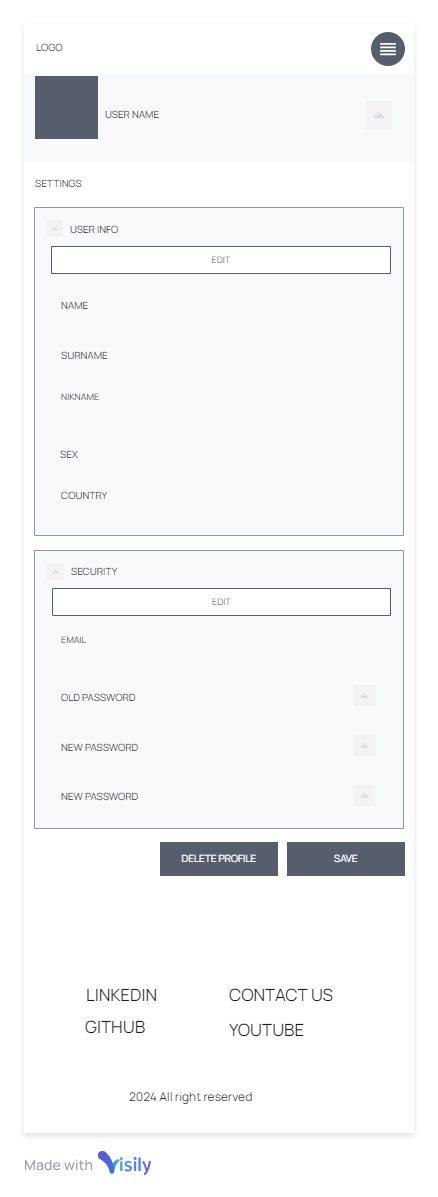 LOGO
USER NAME
SETTINGS
USER INFO
EDIT
NAME
SURNAME
NIKNAME
SEX
COUNTRY
SECURITY
EDIT
EMAIL
OLD PASSWORD
NEW PASSWORD
NEW PASSWORD
DELETE PROFILE SAVE
LINKEDIN CONTACT US
GITHUB YOUTUBE
2024 All right reserved
Made with Visily